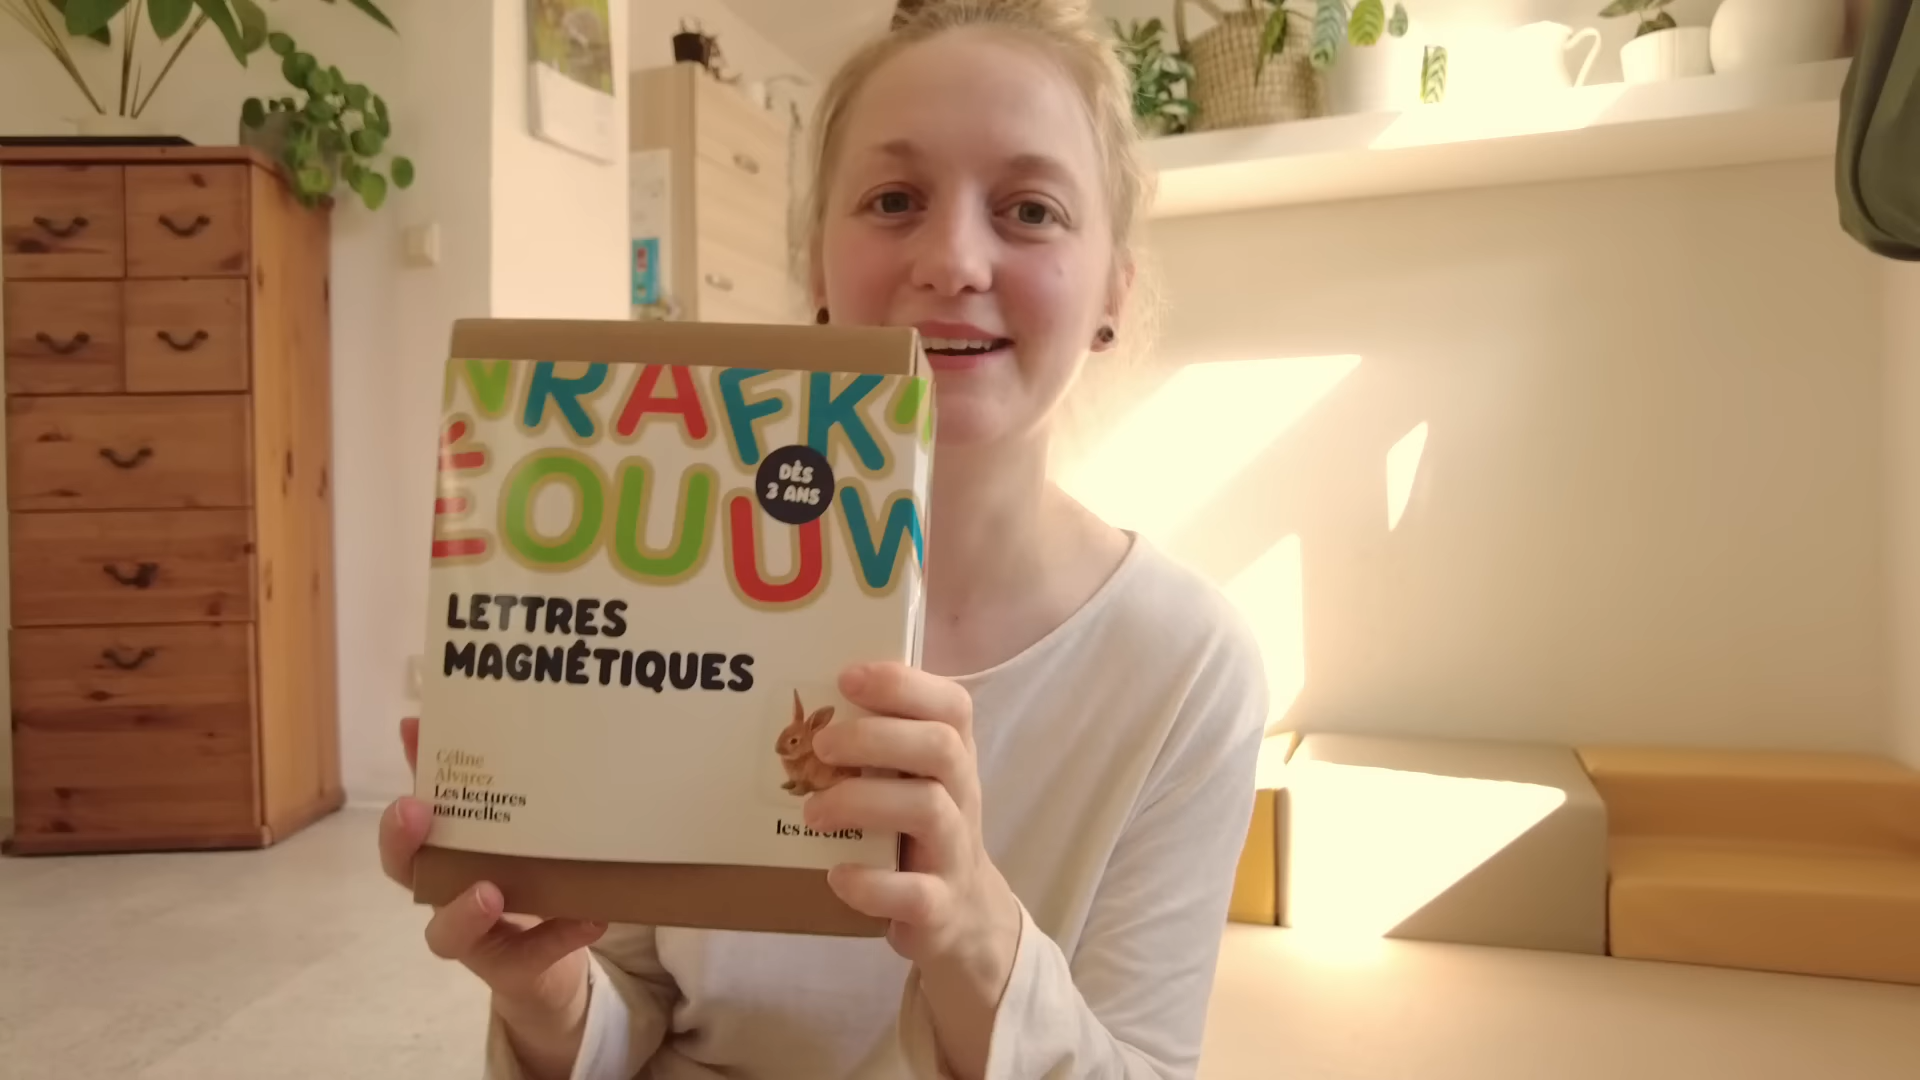 NRAFK
ÉOUUW
DÈS
3 ANS
LETTRES
MAGNÉTIQUES
Céline
Alvarez
Les lectures
naturelles
les arènes